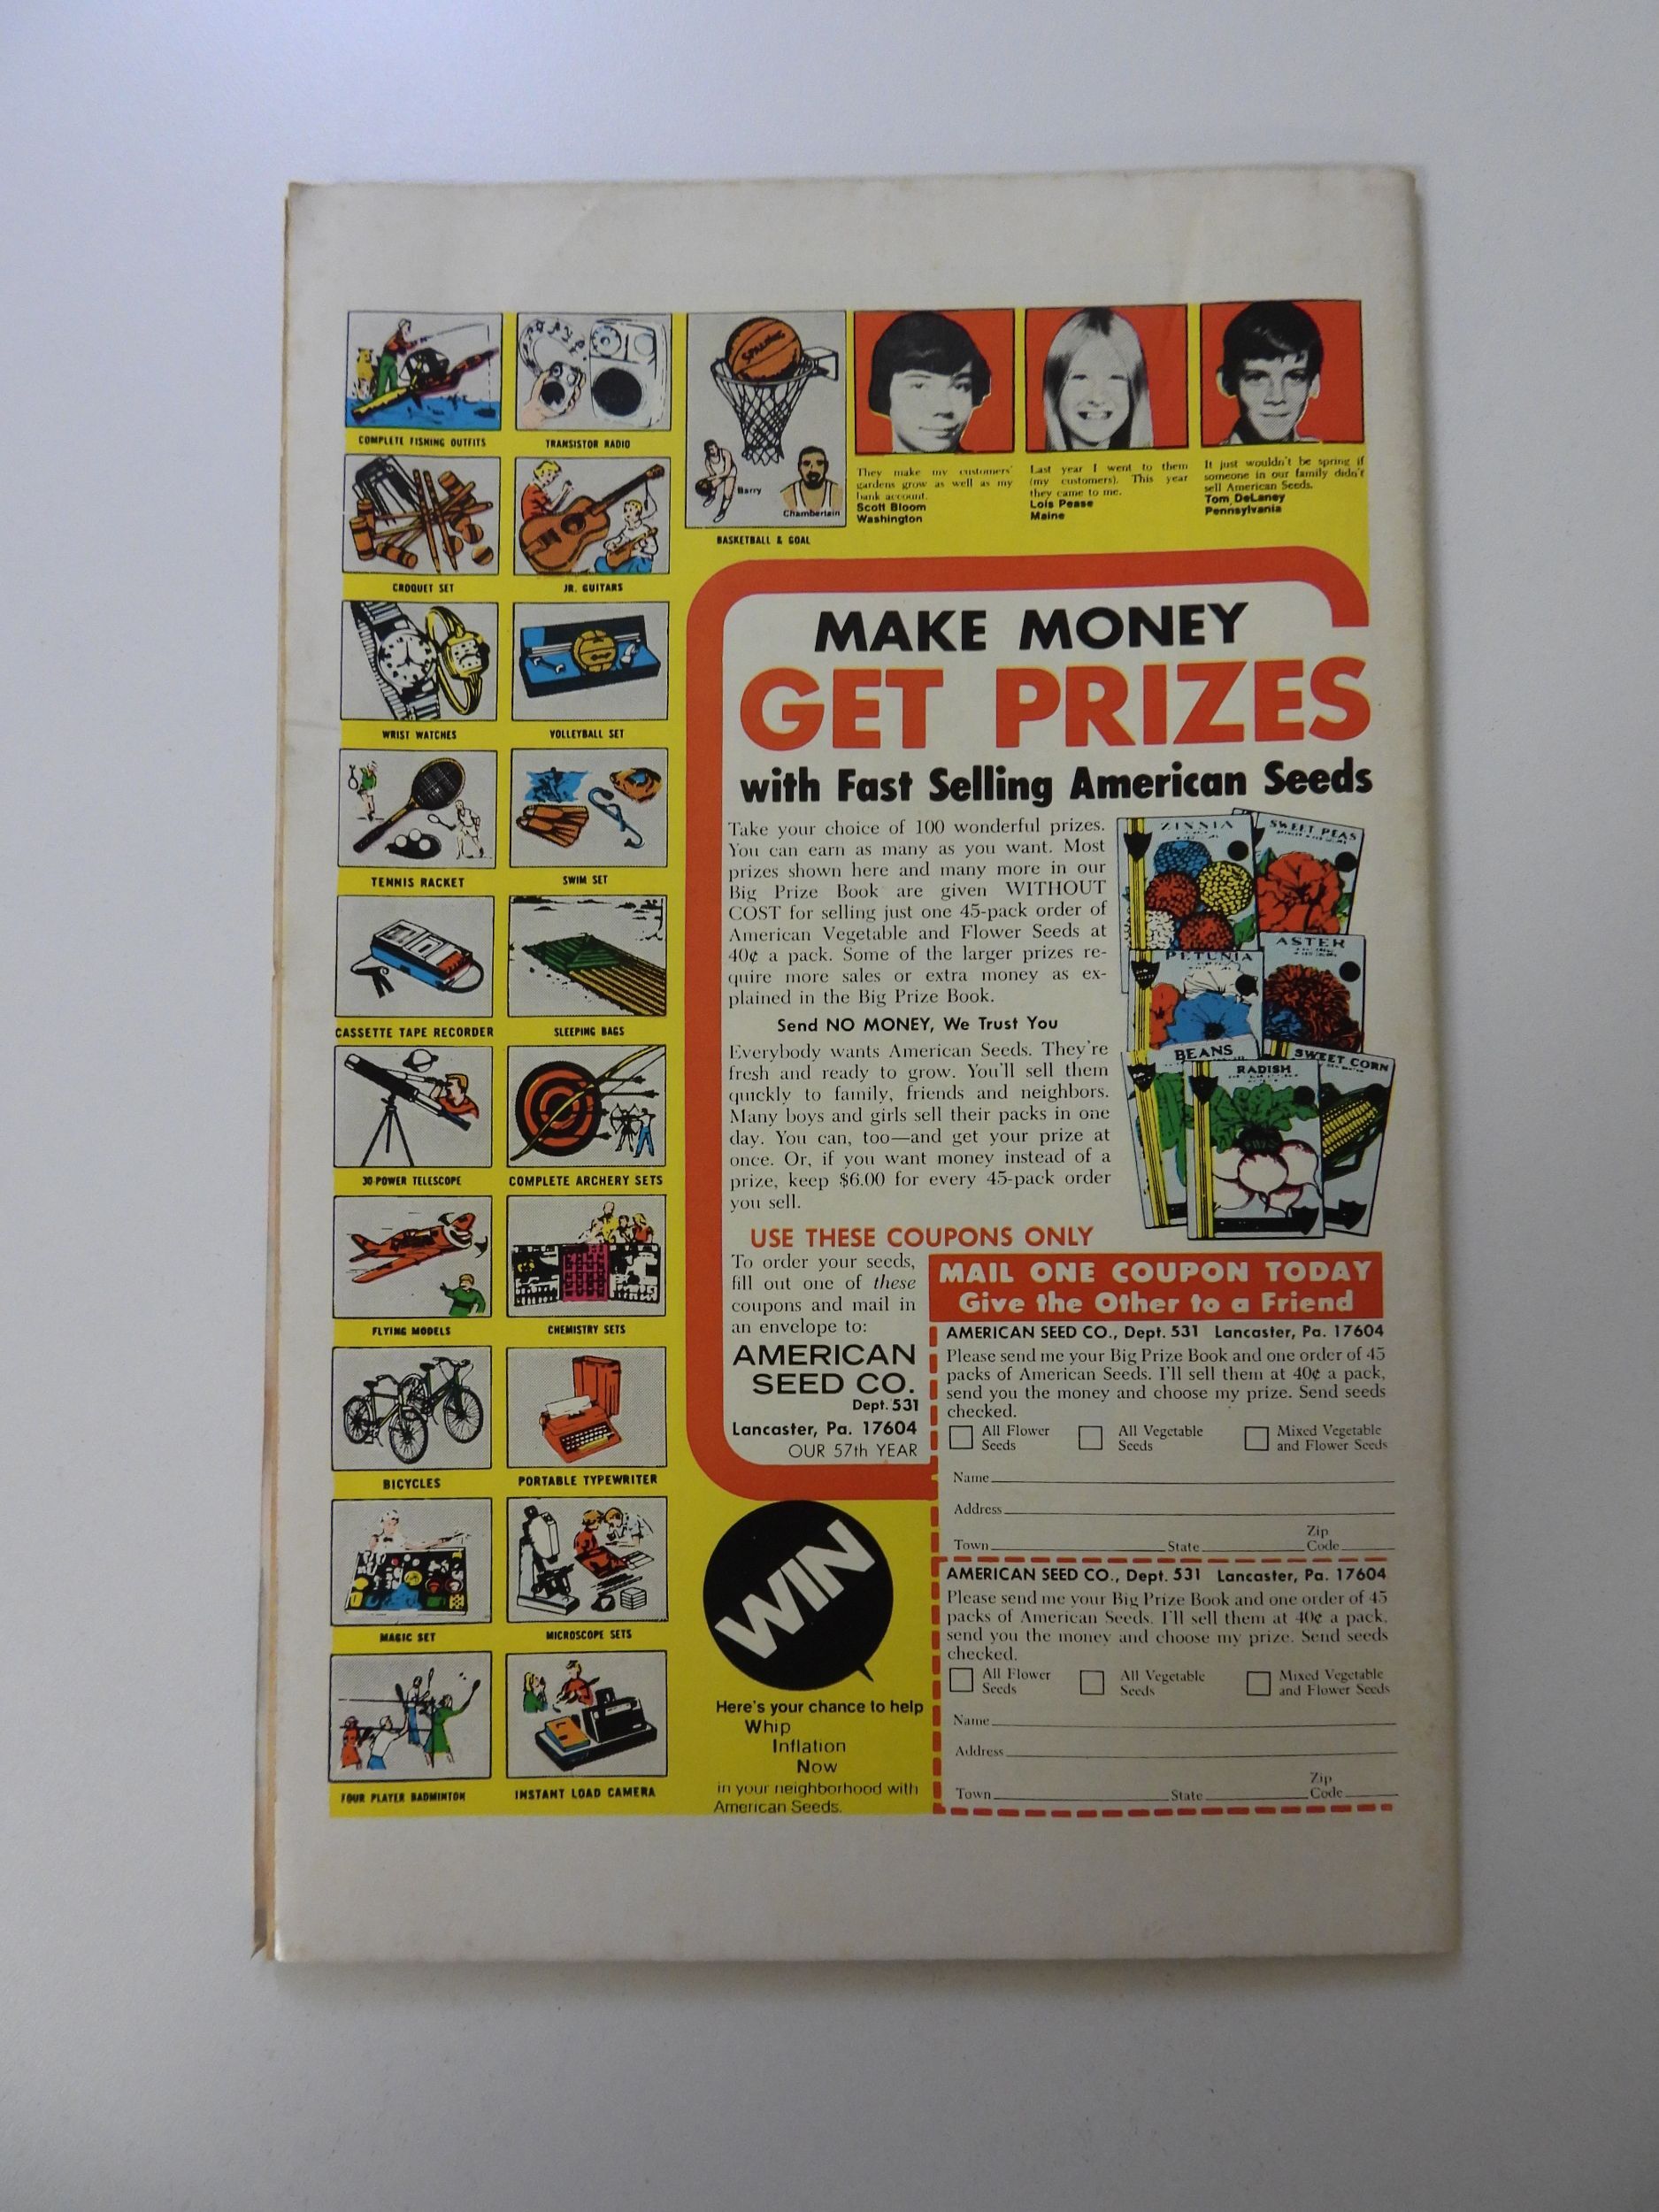 COMPLETE FISHING OUTFITS
TRANSISTOR RADIO
CROQUET SET
JR. GUITARS
WRIST WATCHES
VOLLEYBALL SET
TENNIS RACKET
SWIM SET
CASSETTE TAPE RECORDER
SLEEPING BAGS
30-POWER TELESCOPE
COMPLETE ARCHERY SETS
FLYING MODELS
CHEMISTRY SETS
BICYCLES
PORTABLE TYPEWRITER
MAGIC SET
MICROSCOPE SETS
FOUR PLAYER BADMINTON
INSTANT LOAD CAMERA
SPALDING
Barry
Chamberlain
BASKETBALL & GOAL
They make my customers'
gardens grow as well as my
bank account.
Scott Bloom
Washington
Last year I went to them
(my customers). This year
they came to me.
Lois Pease
Maine
It just wouldn't be spring if
someone in our family didn't
sell American Seeds.
Tom DeLaney
Pennsylvania
MAKE MONEY
GET PRIZES
with Fast Selling American Seeds
Take your choice of 100 wonderful prizes.
You can earn as many as you want. Most
prizes shown here and many more in our
Big Prize Book are given WITHOUT
COST for selling just one 45-pack order of
American Vegetable and Flower Seeds at
40¢ a pack. Some of the larger prizes re-
quire more sales or extra money as ex-
plained in the Big Prize Book.
Send NO MONEY, We Trust You
Everybody wants American Seeds. They're
fresh and ready to grow. You'll sell them
quickly to family, friends and neighbors.
Many boys and girls sell their packs in one
day. You can, too—and get your prize at
once. Or, if you want money instead of a
prize, keep $6.00 for every 45-pack order
you sell.
ZINNIA
SWEET PEAS
PETUNIA
ASTER
BEANS
RADISH
SWEET CORN
USE THESE COUPONS ONLY
To order your seeds,
fill out one of these
coupons and mail in
an envelope to:
AMERICAN
SEED CO.
Dept. 531
Lancaster, Pa. 17604
OUR 57th YEAR
MAIL ONE COUPON TODAY
Give the Other to a Friend
AMERICAN SEED CO., Dept. 531 Lancaster, Pa. 17604
Please send me your Big Prize Book and one order of 45
packs of American Seeds. I'll sell them at 40¢ a pack,
send you the money and choose my prize. Send seeds
checked.
All Flower Seeds
All Vegetable Seeds
Mixed Vegetable and Flower Seeds
Name
Address
Town State Zip Code
AMERICAN SEED CO., Dept. 531 Lancaster, Pa. 17604
Please send me your Big Prize Book and one order of 45
packs of American Seeds. I'll sell them at 40¢ a pack,
send you the money and choose my prize. Send seeds
checked.
All Flower Seeds
All Vegetable Seeds
Mixed Vegetable and Flower Seeds
Name
Address
Town State Zip Code
WIN
Here's your chance to help
Whip
Inflation
Now
in your neighborhood with
American Seeds.